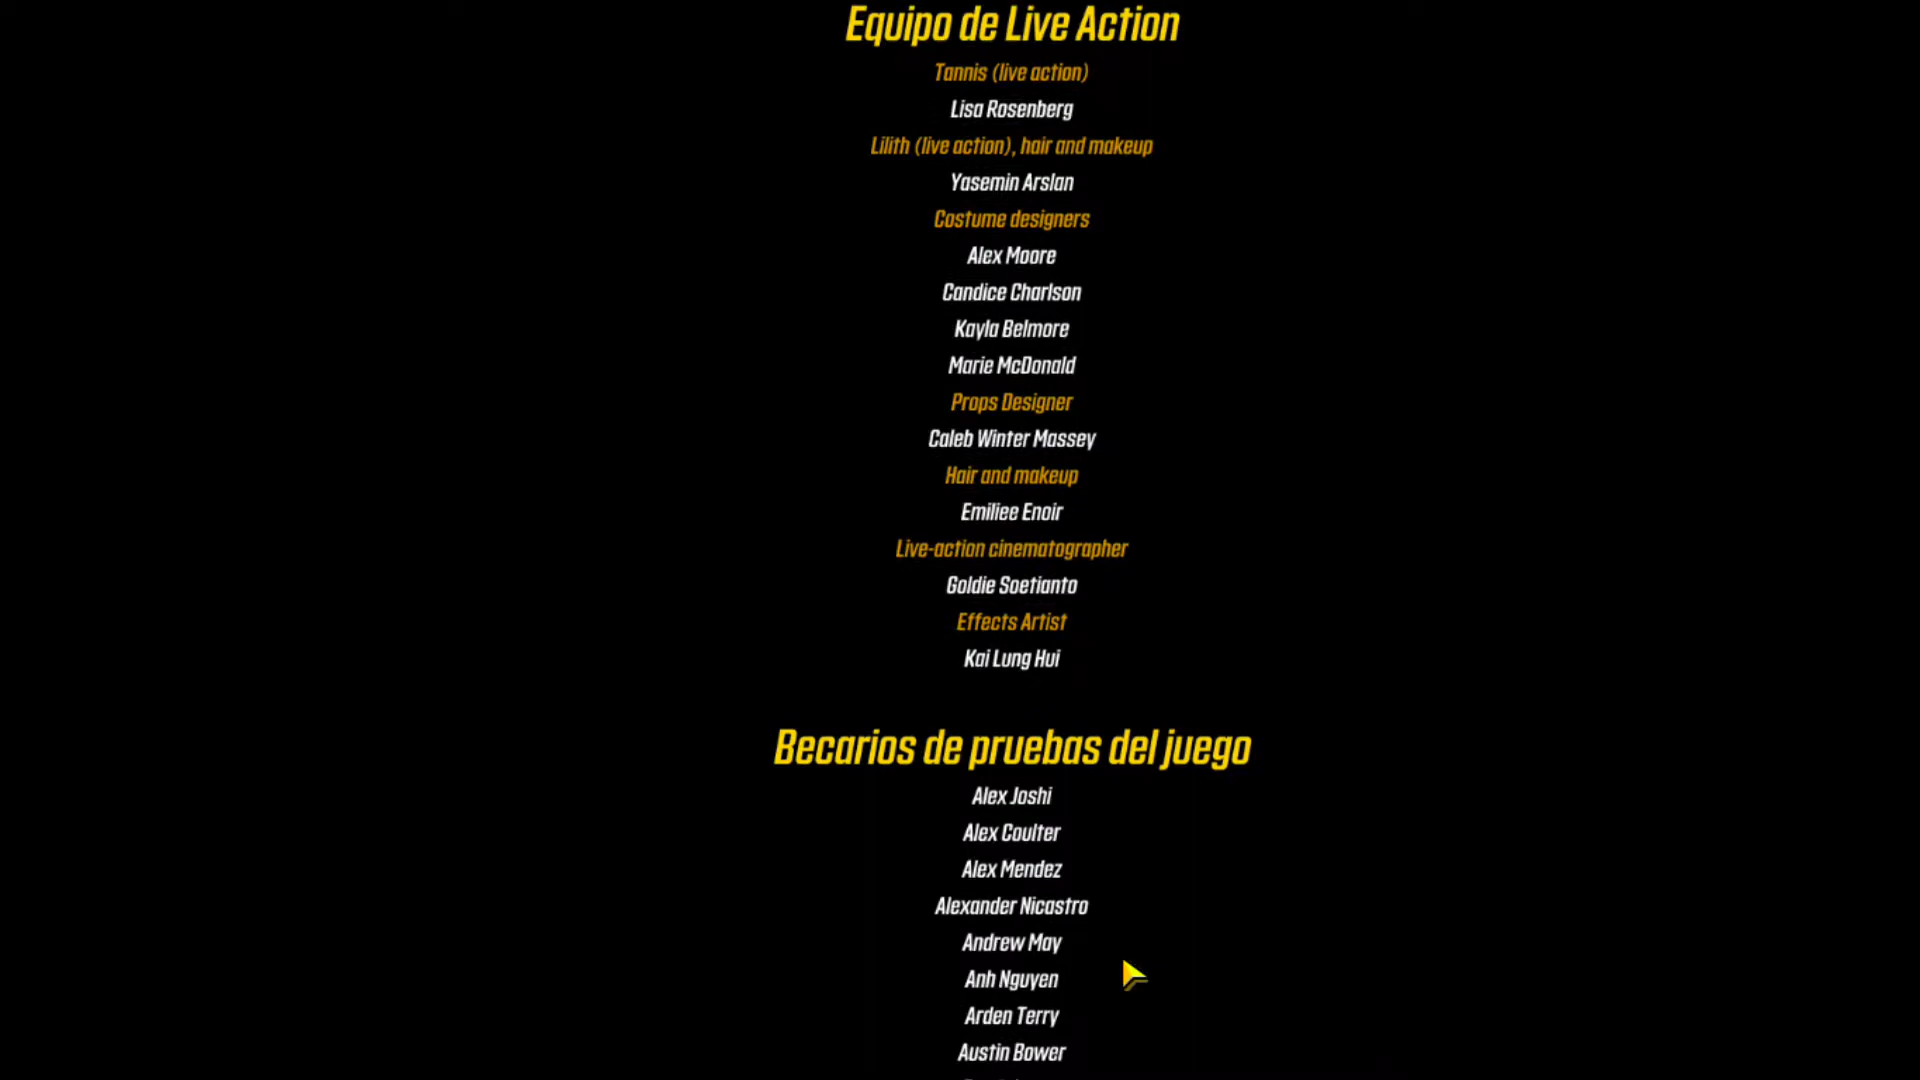 Equipo de Live Action
Tannis (live action)
Lisa Rosenberg
Lilith (live action), hair and makeup
Yasemin Arslan
Costume designers
Alex Moore
Candice Charlson
Kayla Belmore
Marie McDonald
Props Designer
Caleb Winter Massey
Hair and makeup
Emiliee Enoir
Live-action cinematographer
Goldie Soetianto
Effects Artist
Kai Lung Hui
Becarios de pruebas del juego
Alex Joshi
Alex Coulter
Alex Mendez
Alexander Nicastro
Andrew May
Anh Nguyen
Arden Terry
Austin Bower